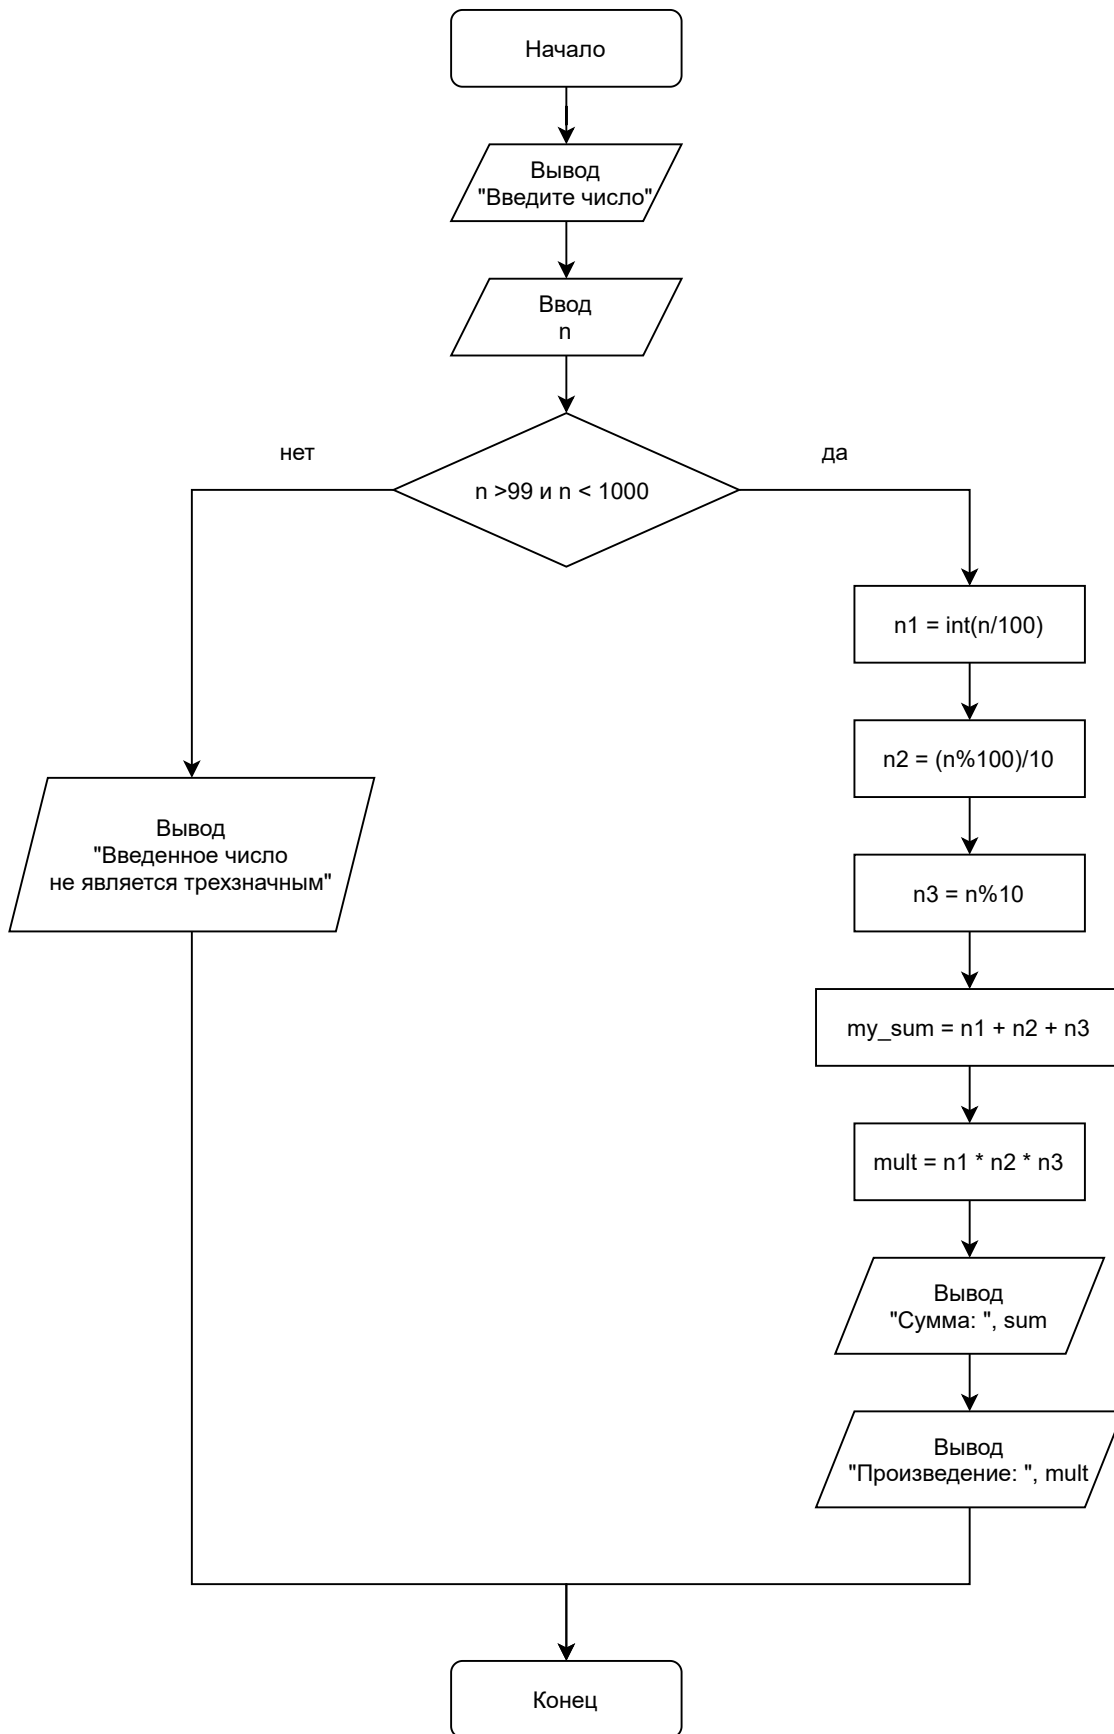 Начало
Вывод
"Введите число"
Ввод
n
нет
да
n >99 и n < 1000
n1 = int(n/100)
n2 = (n%100)/10
Вывод
"Введенное число
не является трехзначным"
n3 = n%10
my_sum = n1 + n2 + n3
mult = n1 * n2 * n3
Вывод
"Сумма: ", sum
Вывод
"Произведение: ", mult
Конец